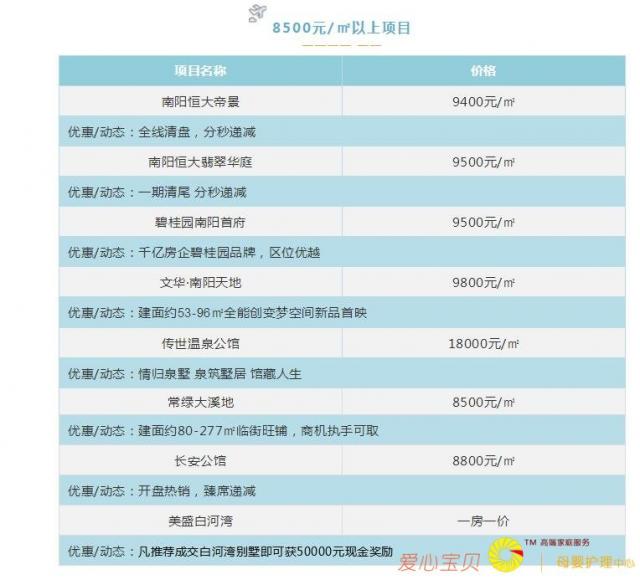 8500元/㎡以上项目
项目名称 价格
南阳恒大帝景 9400元/㎡
优惠/动态：全线清盘，分秒递减
南阳恒大翡翠华庭 9500元/㎡
优惠/动态：一期清尾 分秒递减
碧桂园南阳首府 9500元/㎡
优惠/动态：千亿房企碧桂园品牌，区位优越
文华·南阳天地 9800元/㎡
优惠/动态：建面约53-96㎡全能创变梦空间新品首映
传世温泉公馆 18000元/㎡
优惠/动态：情归泉墅 泉筑墅居 馆藏人生
常绿大溪地 8500元/㎡
优惠/动态：建面约80-277㎡临街旺铺，商机执手可取
长安公馆 8800元/㎡
优惠/动态：开盘热销，臻席递减
美盛白河湾 一房一价
优惠/动态：凡推荐成交白河湾别墅即可获50000元现金奖励
爱心宝贝 TM 高端家庭服务
母婴护理中心